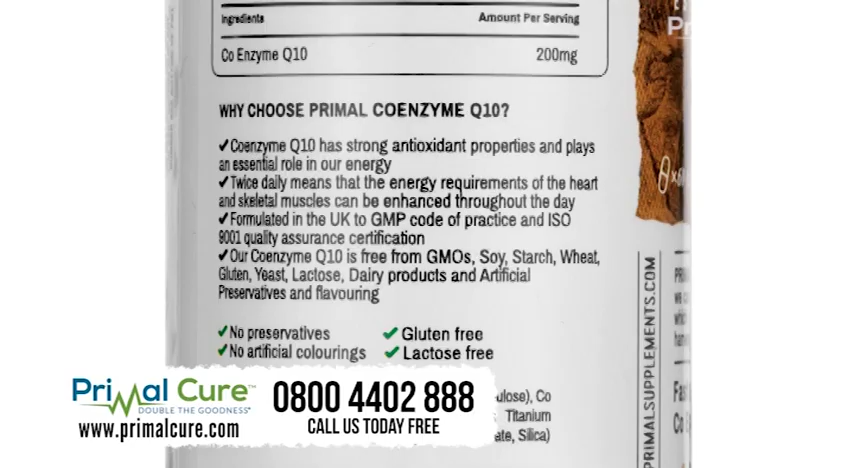 Ingredients Amount Per Serving
Co Enzyme Q10 200mg
WHY CHOOSE PRIMAL COENZYME Q10?
✓Coenzyme Q10 has strong antioxidant properties and plays
an essential role in our energy
✓Twice daily means that the energy requirements of the heart
and skeletal muscles can be enhanced throughout the day
✓Formulated in the UK to GMP code of practice and ISO
9001 quality assurance certification
✓Our Coenzyme Q10 is free from GMOs, Soy, Starch, Wheat,
Gluten, Yeast, Lactose, Dairy products and Artificial
Preservatives and flavouring
✓No preservatives ✓Gluten free
✓No artificial colourings ✓Lactose free
Co
Titanium
Silica)
PRIMALSUPPLEMENTS.COM
Primal Cure™
DOUBLE THE GOODNESS
www.primalcure.com
0800 4402 888
CALL US TODAY FREE